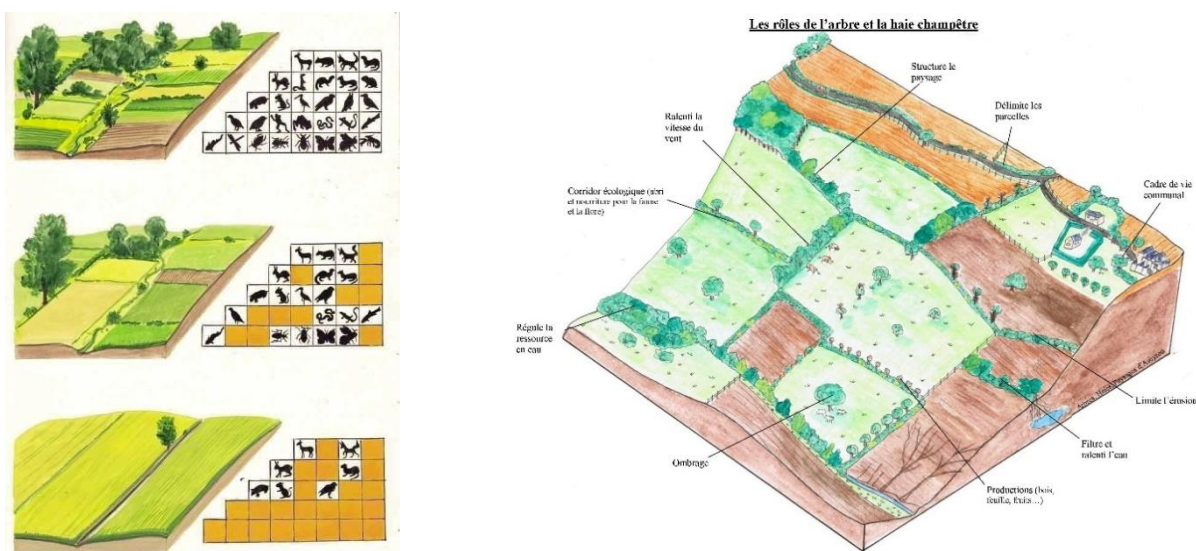 Les rôles de l'arbre et la haie champêtre
Structure le
paysage
Délimite les
parcelles
Ralenti la
vitesse du
vent
Cadre de vie
communal
Corridor écologique (abri
et nourriture pour la faune
et la flore)
Régule la
ressource
en eau
Limite l'érosion
Filtre et
ralenti l'eau
Ombrage
Productions (bois,
feuille, fruits…)